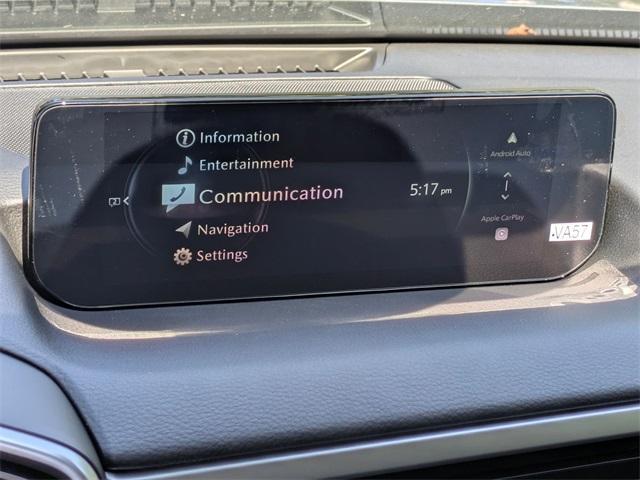 Information
Entertainment
Communication
5:17 pm
Navigation
Settings
Android Auto
Apple CarPlay
VA57